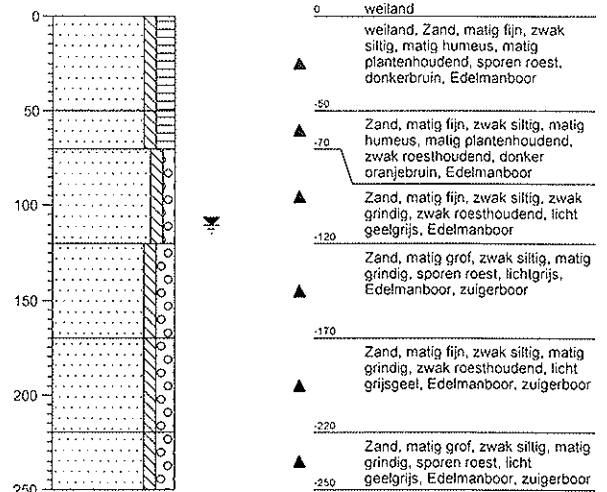 0
50
100
150
200
250
0 weiland
weiland, Zand, matig fijn, zwak
siltig, matig humeus, matig
plantenhoudend, sporen roest,
donkerbruin, Edelmanboor
-50
Zand, matig fijn, zwak siltig, matig
humeus, matig plantenhoudend,
-70
zwak roesthoudend, donker
oranjebruin, Edelmanboor
Zand, matig fijn, zwak siltig, zwak
grindig, zwak roesthoudend, licht
geelgrijs, Edelmanboor
-120
Zand, matig grof, zwak siltig, matig
grindig, sporen roest, lichtgrijs,
Edelmanboor, zuigerboor
-170
Zand, matig fijn, zwak siltig, matig
grindig, zwak roesthoudend, licht
grijsgeel, Edelmanboor, zuigerboor
-220
Zand, matig grof, zwak siltig, matig
grindig, sporen roest, licht
geelgrijs, Edelmanboor, zuigerboor
-250